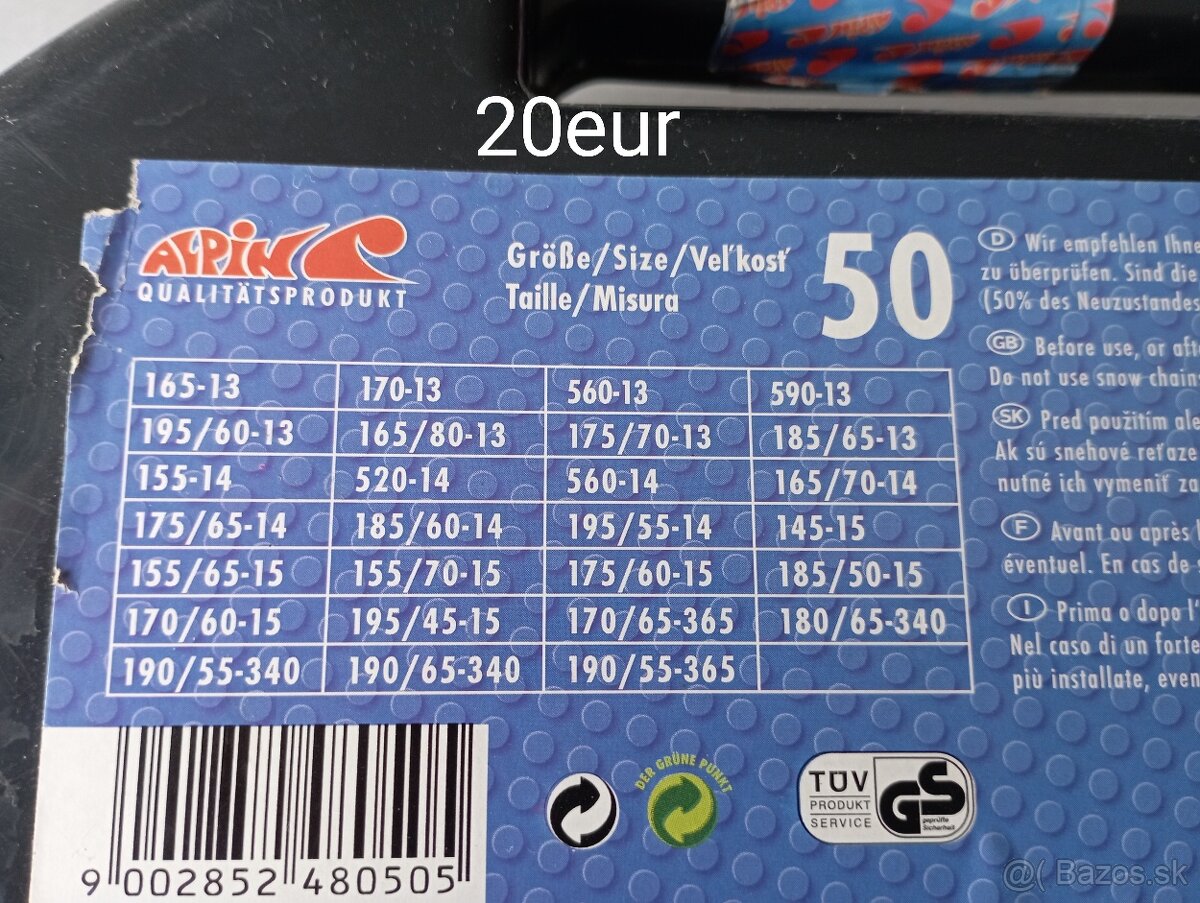 20eur
ALPIN
QUALITÄTSPRODUKT
Größe/Size/Veľkosť
Taille/Misura
50
165-13 170-13 560-13 590-13
195/60-13 165/80-13 175/70-13 185/65-13
155-14 520-14 560-14 165/70-14
175/65-14 185/60-14 195/55-14 145-15
155/65-15 155/70-15 175/60-15 185/50-15
170/60-15 195/45-15 170/65-365 180/65-340
190/55-340 190/65-340 190/55-365
D Wir empfehlen Ihne
zu überprüfen. Sind die
(50% des Neuzustandes
GB Before use, or afte
Do not use snow chains
SK Pred použitím ale
Ak sú snehové reťaze
nutné ich vymeniť za
F Avant ou après
éventuel. En cas de
I Prima o dopo l'
Nel caso di un forte
più installate, even
9 002852 480505
DER GRÜNE PUNKT
TÜV
PRODUKT
SERVICE
GS
geprüfte
Sicherheit
@( Bazos.sk